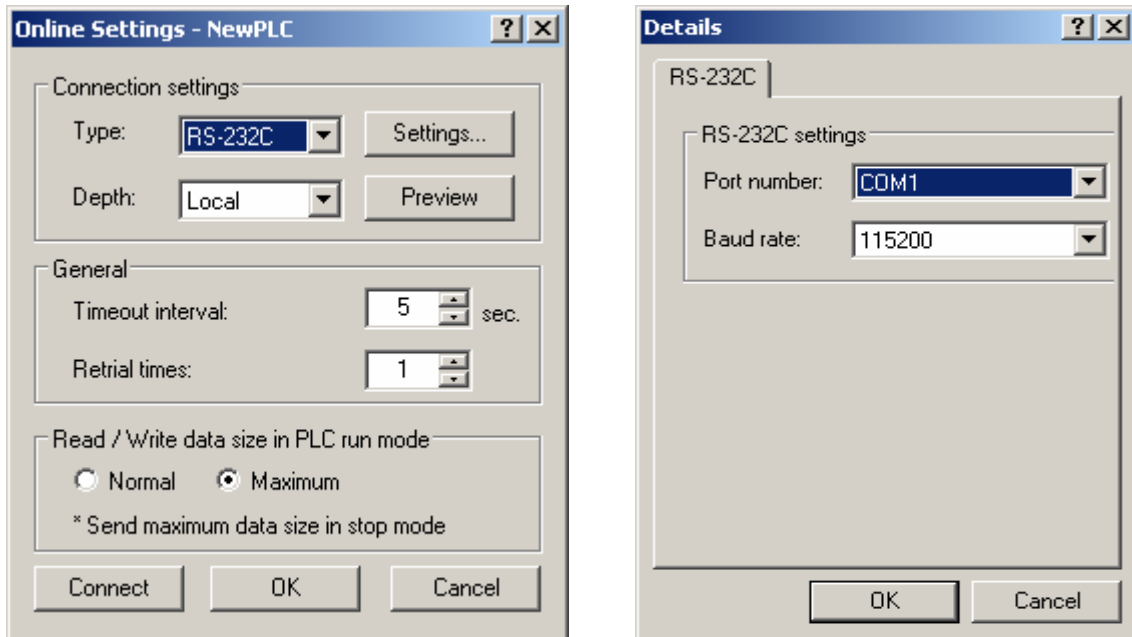 Online Settings - NewPLC
Connection settings
Type: RS-232C Settings...
Depth: Local Preview
General
Timeout interval: 5 sec.
Retrial times: 1
Read / Write data size in PLC run mode
Normal Maximum
* Send maximum data size in stop mode
Connect OK Cancel
Details
RS-232C
RS-232C settings
Port number: COM1
Baud rate: 115200
OK Cancel